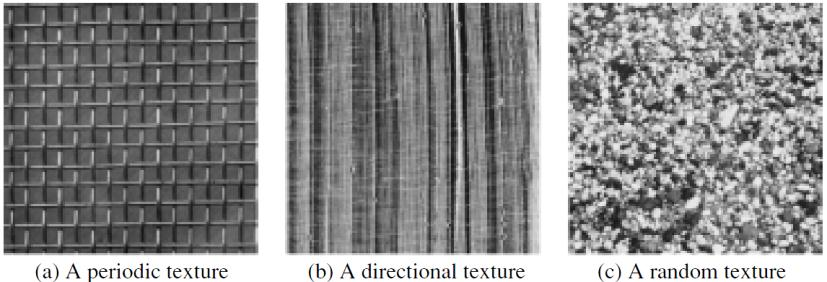 (a) A periodic texture
(b) A directional texture
(c) A random texture